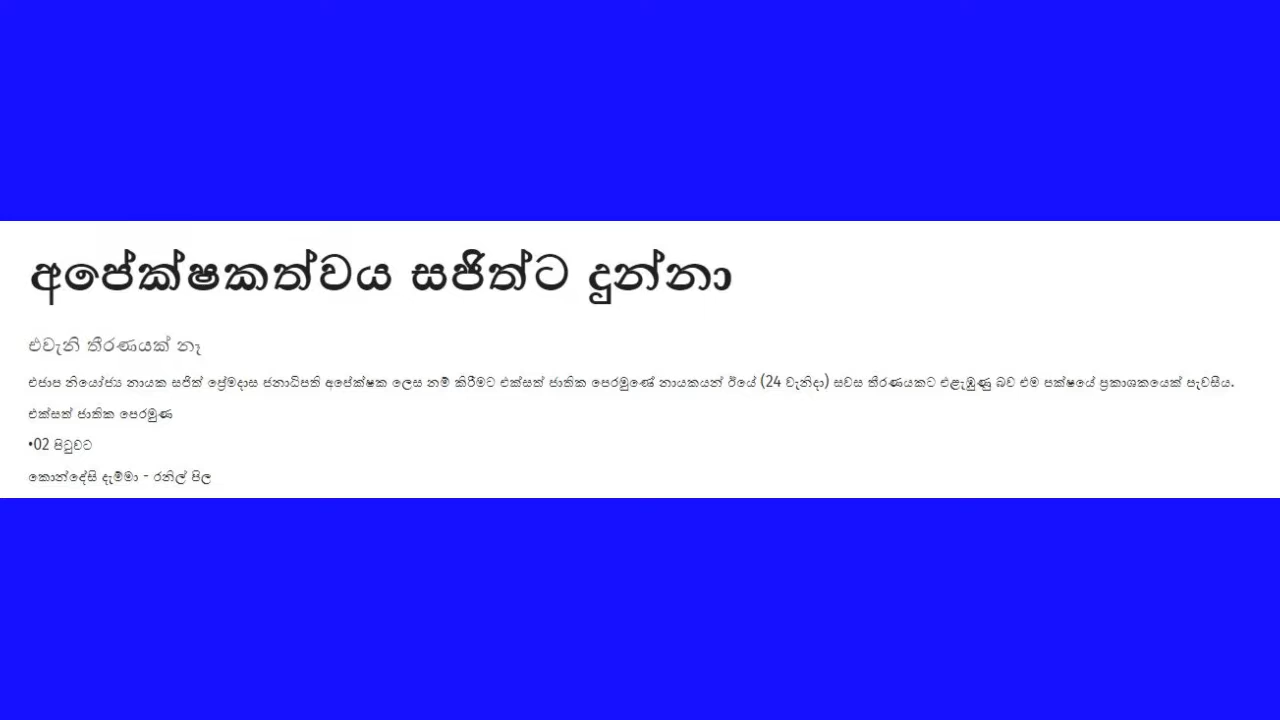 අපේක්ෂකත්වය සජිත්ට දුන්නා
එවැනි තීරණයක් නෑ
එජාප නියෝජ්‍ය නායක සජිත් ප්‍රේමදාස ජනාධිපති අපේක්ෂක ලෙස නම් කිරීමට එක්සත් ජාතික පෙරමුණේ නායකයන් ඊයේ (24 වැනිදා) සවස තීරණයකට එළැඹුණු බව එම පක්ෂයේ ප්‍රකාශකයෙක් පැවසීය.
එක්සත් ජාතික පෙරමුණ
•02 පිටුවට
කොන්දේසි දැම්මා - රනිල් පිල